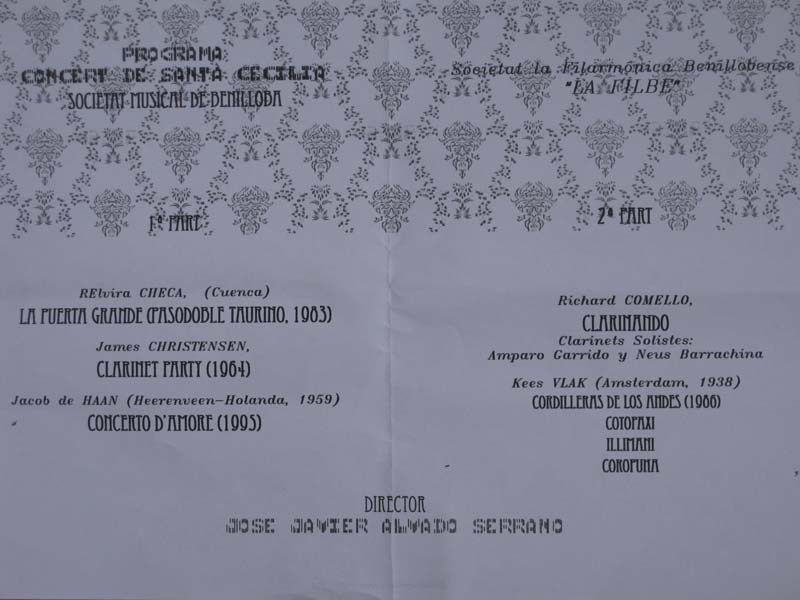 PROGRAMA
CONCERT DE SANTA CECILIA
SOCIETAT MUSICAL DE BENILLOBA
1ª PART
RElvira CHECA, (Cuenca)
LA PUERTA GRANDE (PASODOBLE TAURINO, 1983)
James CHRISTENSEN,
CLARINET PARTY (1964)
Jacob de HAAN (Heerenveen-Holanda, 1959)
CONCERTO D'AMORE (1995)
Societat la Filarmónica Benillobense
"LA FILBE"
2ª PART
Richard COMELLO,
CLARINANDO
Clarinets Solistes:
Amparo Garrido y Neus Barrachina
Kees VLAK (Amsterdam, 1938)
CORDILLERAS DE LOS ANDES (1986)
COTOPAXI
ILLIMANI
COROPUNA
DIRECTOR
JOSE JAVIER ALVADO SERRANO